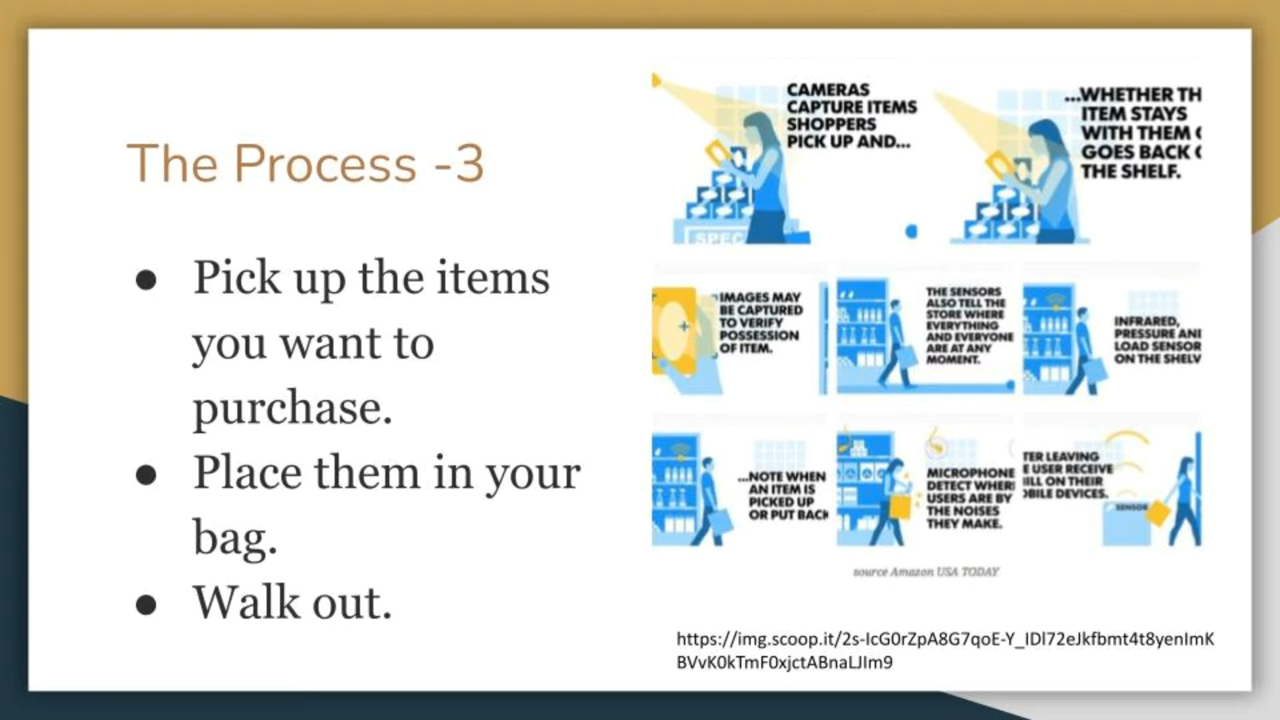 The Process -3
● Pick up the items
you want to
purchase.
● Place them in your
bag.
● Walk out.
CAMERAS
CAPTURE ITEMS
SHOPPERS
PICK UP AND...
SPEC
...WHETHER TH
ITEM STAYS
WITH THEM
GOES BACK
THE SHELF.
IMAGES MAY
BE CAPTURED
TO VERIFY
POSSESSION
OF ITEM.
THE SENSORS
ALSO TELL THE
STORE WHERE
EVERYTHING
AND EVERYONE
ARE AT ANY
MOMENT.
INFRARED,
PRESSURE AN
LOAD SENSOR
ON THE SHELV
...NOTE WHEN
AN ITEM IS
PICKED UP
OR PUT BACK
MICROPHONE
DETECT WHER
USERS ARE BY
THE NOISES
THEY MAKE.
TER LEAVING
E USER RECEIVE
ILL ON THEIR
OBILE DEVICES.
SENSOR
source Amazon USA TODAY
https://img.scoop.it/2s-IcG0rZpA8G7qoE-Y_IDl72eJkfbmt4t8yenImK
BVvK0kTmF0xjctABnaLJIm9